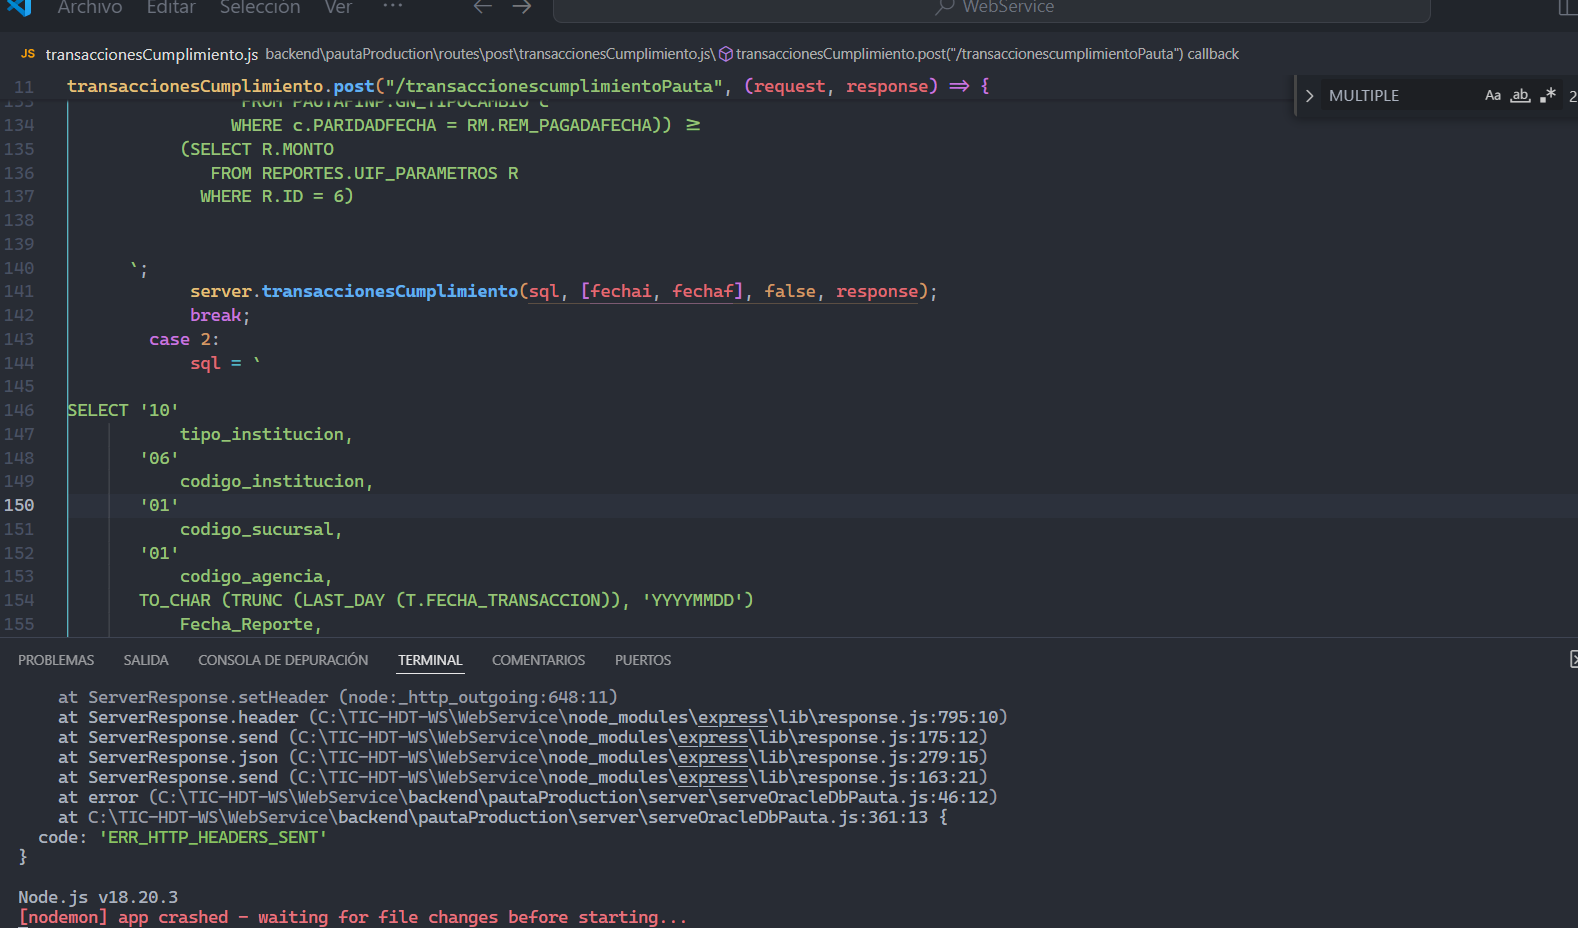 Archivo Editar Selección Ver ··· ← → WebService
JS transaccionesCumplimiento.js backend\pautaProduction\routes\post\transaccionesCumplimiento.js\ transaccionesCumplimiento.post("/transaccionescumplimientoPauta") callback
11 transaccionesCumplimiento.post("/transaccionescumplimientoPauta", (request, response) => {
> MULTIPLE Aa ab .* 2
133 FROM PAUTAFINP.GN_TIPOCAMBIO c
134 WHERE c.PARIDADFECHA = RM.REM_PAGADAFECHA)) >=
135 (SELECT R.MONTO
136 FROM REPORTES.UIF_PARAMETROS R
137 WHERE R.ID = 6)
138
139
140 `;
141 server.transaccionesCumplimiento(sql, [fechai, fechaf], false, response);
142 break;
143 case 2:
144 sql = `
145
146 SELECT '10'
147 tipo_institucion,
148 '06'
149 codigo_institucion,
150 '01'
151 codigo_sucursal,
152 '01'
153 codigo_agencia,
154 TO_CHAR (TRUNC (LAST_DAY (T.FECHA_TRANSACCION)), 'YYYYMMDD')
155 Fecha_Reporte,
PROBLEMAS SALIDA CONSOLA DE DEPURACIÓN TERMINAL COMENTARIOS PUERTOS
at ServerResponse.setHeader (node:_http_outgoing:648:11)
at ServerResponse.header (C:\TIC-HDT-WS\WebService\node_modules\express\lib\response.js:795:10)
at ServerResponse.send (C:\TIC-HDT-WS\WebService\node_modules\express\lib\response.js:175:12)
at ServerResponse.json (C:\TIC-HDT-WS\WebService\node_modules\express\lib\response.js:279:15)
at ServerResponse.send (C:\TIC-HDT-WS\WebService\node_modules\express\lib\response.js:163:21)
at error (C:\TIC-HDT-WS\WebService\backend\pautaProduction\server\serveOracleDbPauta.js:46:12)
at C:\TIC-HDT-WS\WebService\backend\pautaProduction\server\serveOracleDbPauta.js:361:13 {
code: 'ERR_HTTP_HEADERS_SENT'
}
Node.js v18.20.3
[nodemon] app crashed - waiting for file changes before starting...